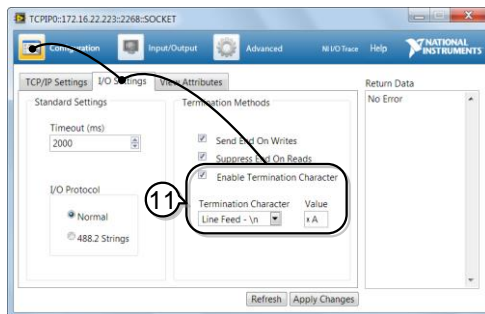 TCPIP0::172.16.22.223::2268::SOCKET
Configuration Input/Output Advanced NI I/O Trace Help NATIONAL INSTRUMENTS
TCP/IP Settings I/O Settings View Attributes
Return Data
No Error
Standard Settings
Timeout (ms)
2000
I/O Protocol
Normal
488.2 Strings
Termination Methods
Send End On Writes
Suppress End On Reads
Enable Termination Character
11
Termination Character Value
Line Feed - \n x A
Refresh Apply Changes